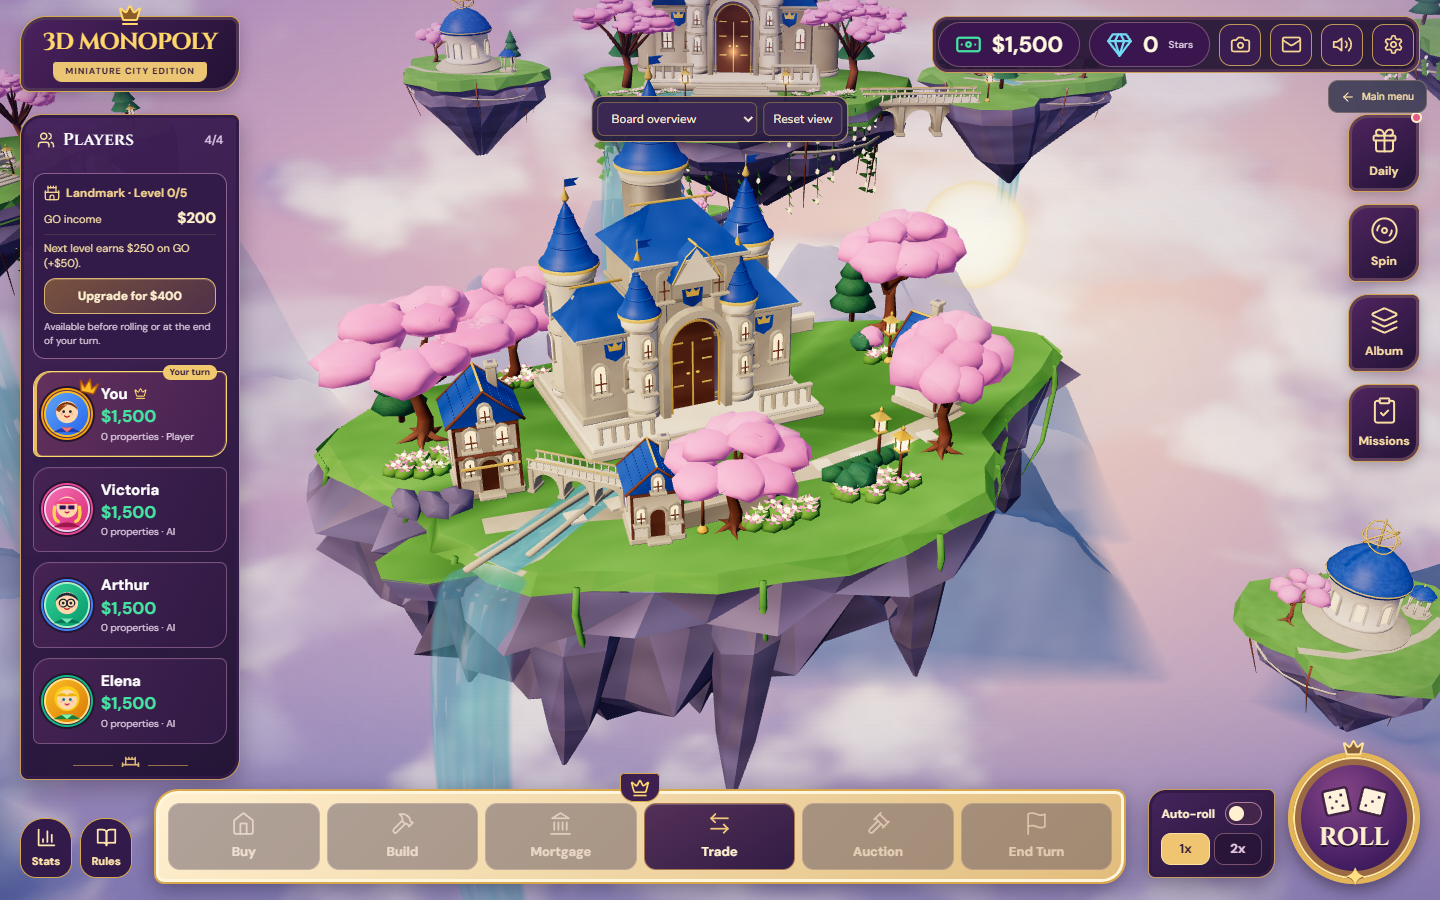 3D MONOPOLY
MINIATURE CITY EDITION
$1,500
0 Stars
Main menu
Board overview
Reset view
PLAYERS
4/4
Landmark · Level 0/5
GO income
$200
Next level earns $250 on GO
(+$50).
Upgrade for $400
Available before rolling or at the end
of your turn.
Your turn
You
$1,500
0 properties · Player
Victoria
$1,500
0 properties · AI
Arthur
$1,500
0 properties · AI
Elena
$1,500
0 properties · AI
Daily
Spin
Album
Missions
Stats
Rules
Buy
Build
Mortgage
Trade
Auction
End Turn
Auto-roll
1x
2x
ROLL